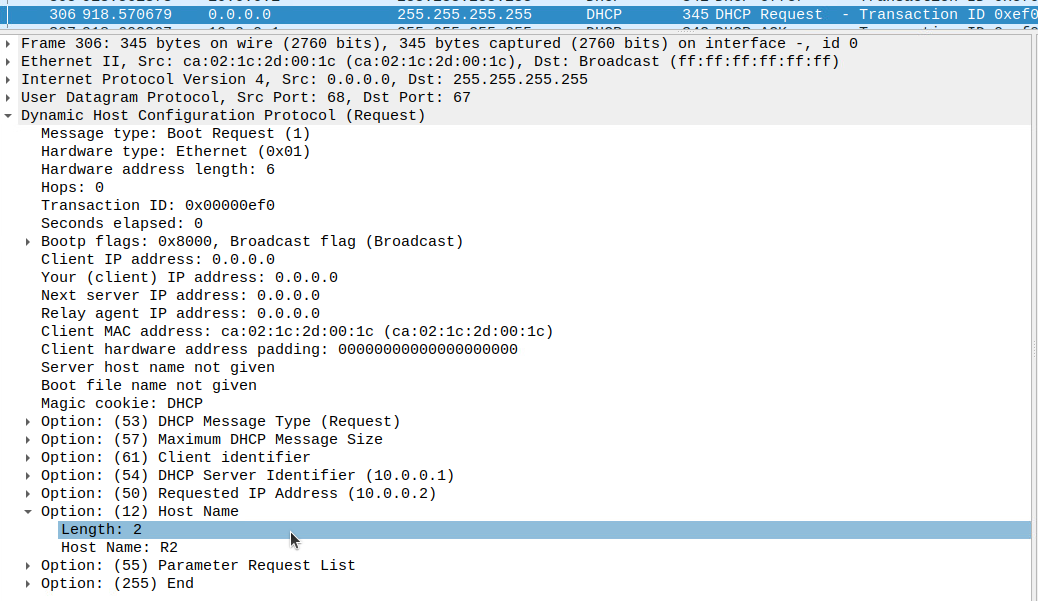 306 918.570679 0.0.0.0 255.255.255.255 DHCP 345 DHCP Request - Transaction ID 0xef0
Frame 306: 345 bytes on wire (2760 bits), 345 bytes captured (2760 bits) on interface -, id 0
Ethernet II, Src: ca:02:1c:2d:00:1c (ca:02:1c:2d:00:1c), Dst: Broadcast (ff:ff:ff:ff:ff:ff)
Internet Protocol Version 4, Src: 0.0.0.0, Dst: 255.255.255.255
User Datagram Protocol, Src Port: 68, Dst Port: 67
Dynamic Host Configuration Protocol (Request)
Message type: Boot Request (1)
Hardware type: Ethernet (0x01)
Hardware address length: 6
Hops: 0
Transaction ID: 0x00000ef0
Seconds elapsed: 0
Bootp flags: 0x8000, Broadcast flag (Broadcast)
Client IP address: 0.0.0.0
Your (client) IP address: 0.0.0.0
Next server IP address: 0.0.0.0
Relay agent IP address: 0.0.0.0
Client MAC address: ca:02:1c:2d:00:1c (ca:02:1c:2d:00:1c)
Client hardware address padding: 00000000000000000000
Server host name not given
Boot file name not given
Magic cookie: DHCP
Option: (53) DHCP Message Type (Request)
Option: (57) Maximum DHCP Message Size
Option: (61) Client identifier
Option: (54) DHCP Server Identifier (10.0.0.1)
Option: (50) Requested IP Address (10.0.0.2)
Option: (12) Host Name
Length: 2
Host Name: R2
Option: (55) Parameter Request List
Option: (255) End